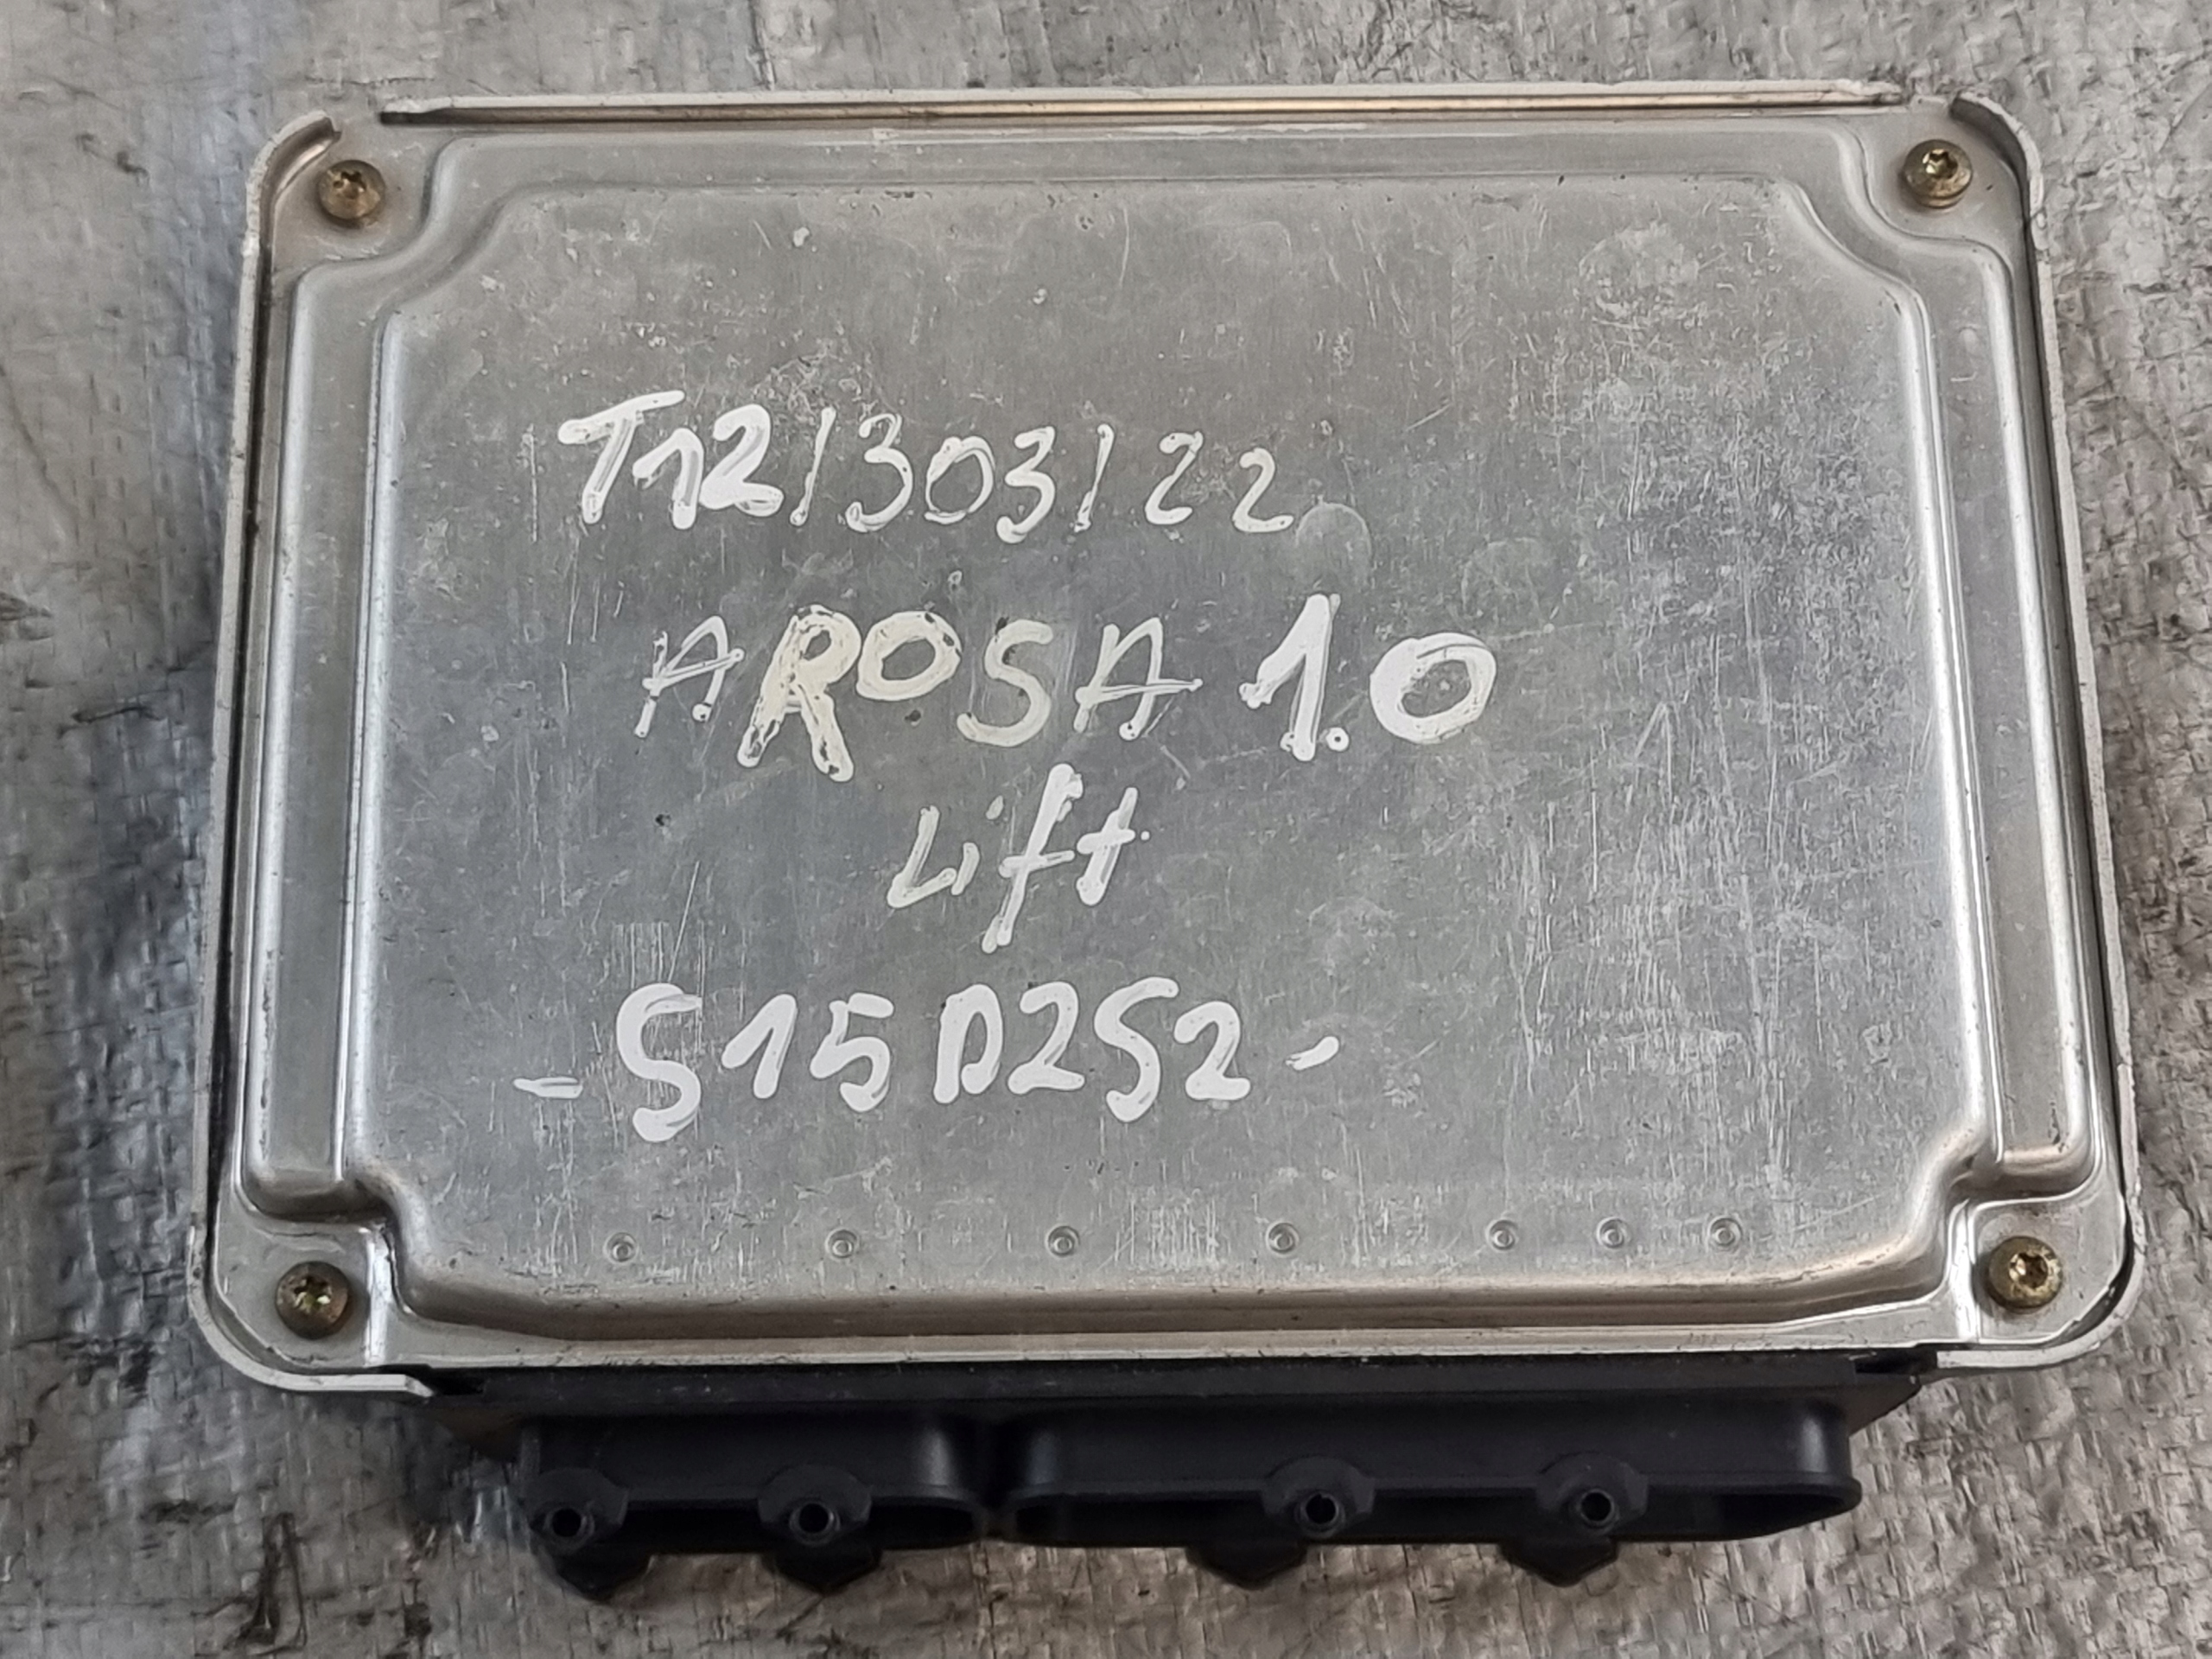 T12/303/22
AROSA 1.0
Lift
- S15D2S2 -